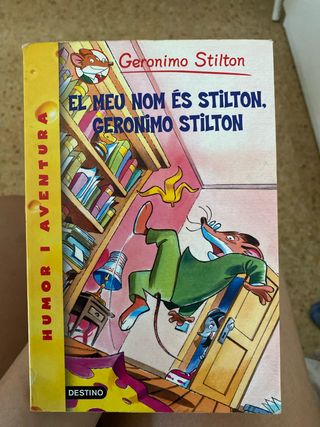 Geronimo Stilton
EL MEU NOM ÉS STILTON,
GERONIMO STILTON
HUMOR I AVENTURA
DESTINO